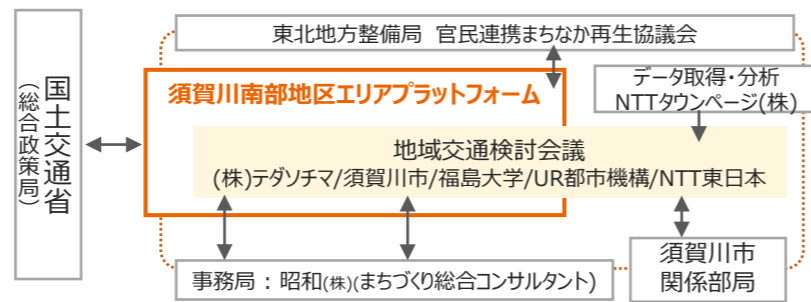 東北地方整備局 官民連携まちなか再生協議会
国土交通省
(総合政策局)
須賀川南部地区エリアプラットフォーム
データ取得・分析
NTTタウンページ(株)
地域交通検討会議
(株)テダソチマ/須賀川市/福島大学/UR都市機構/NTT東日本
事務局：昭和(株)(まちづくり総合コンサルタント)
須賀川市
関係部局